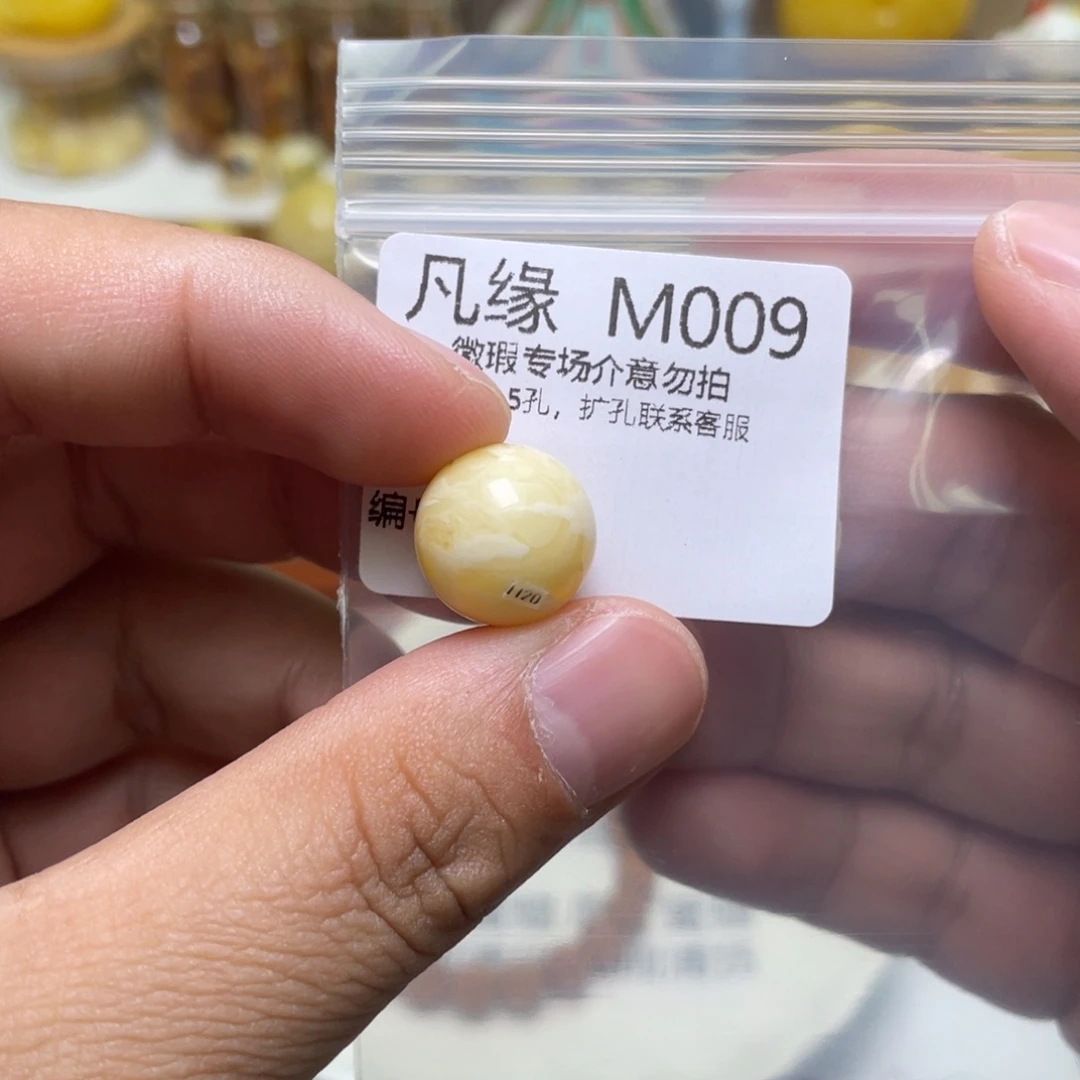 凡缘 M009
徽瑕专场介意勿拍
5孔，扩孔联系客服
编
1120